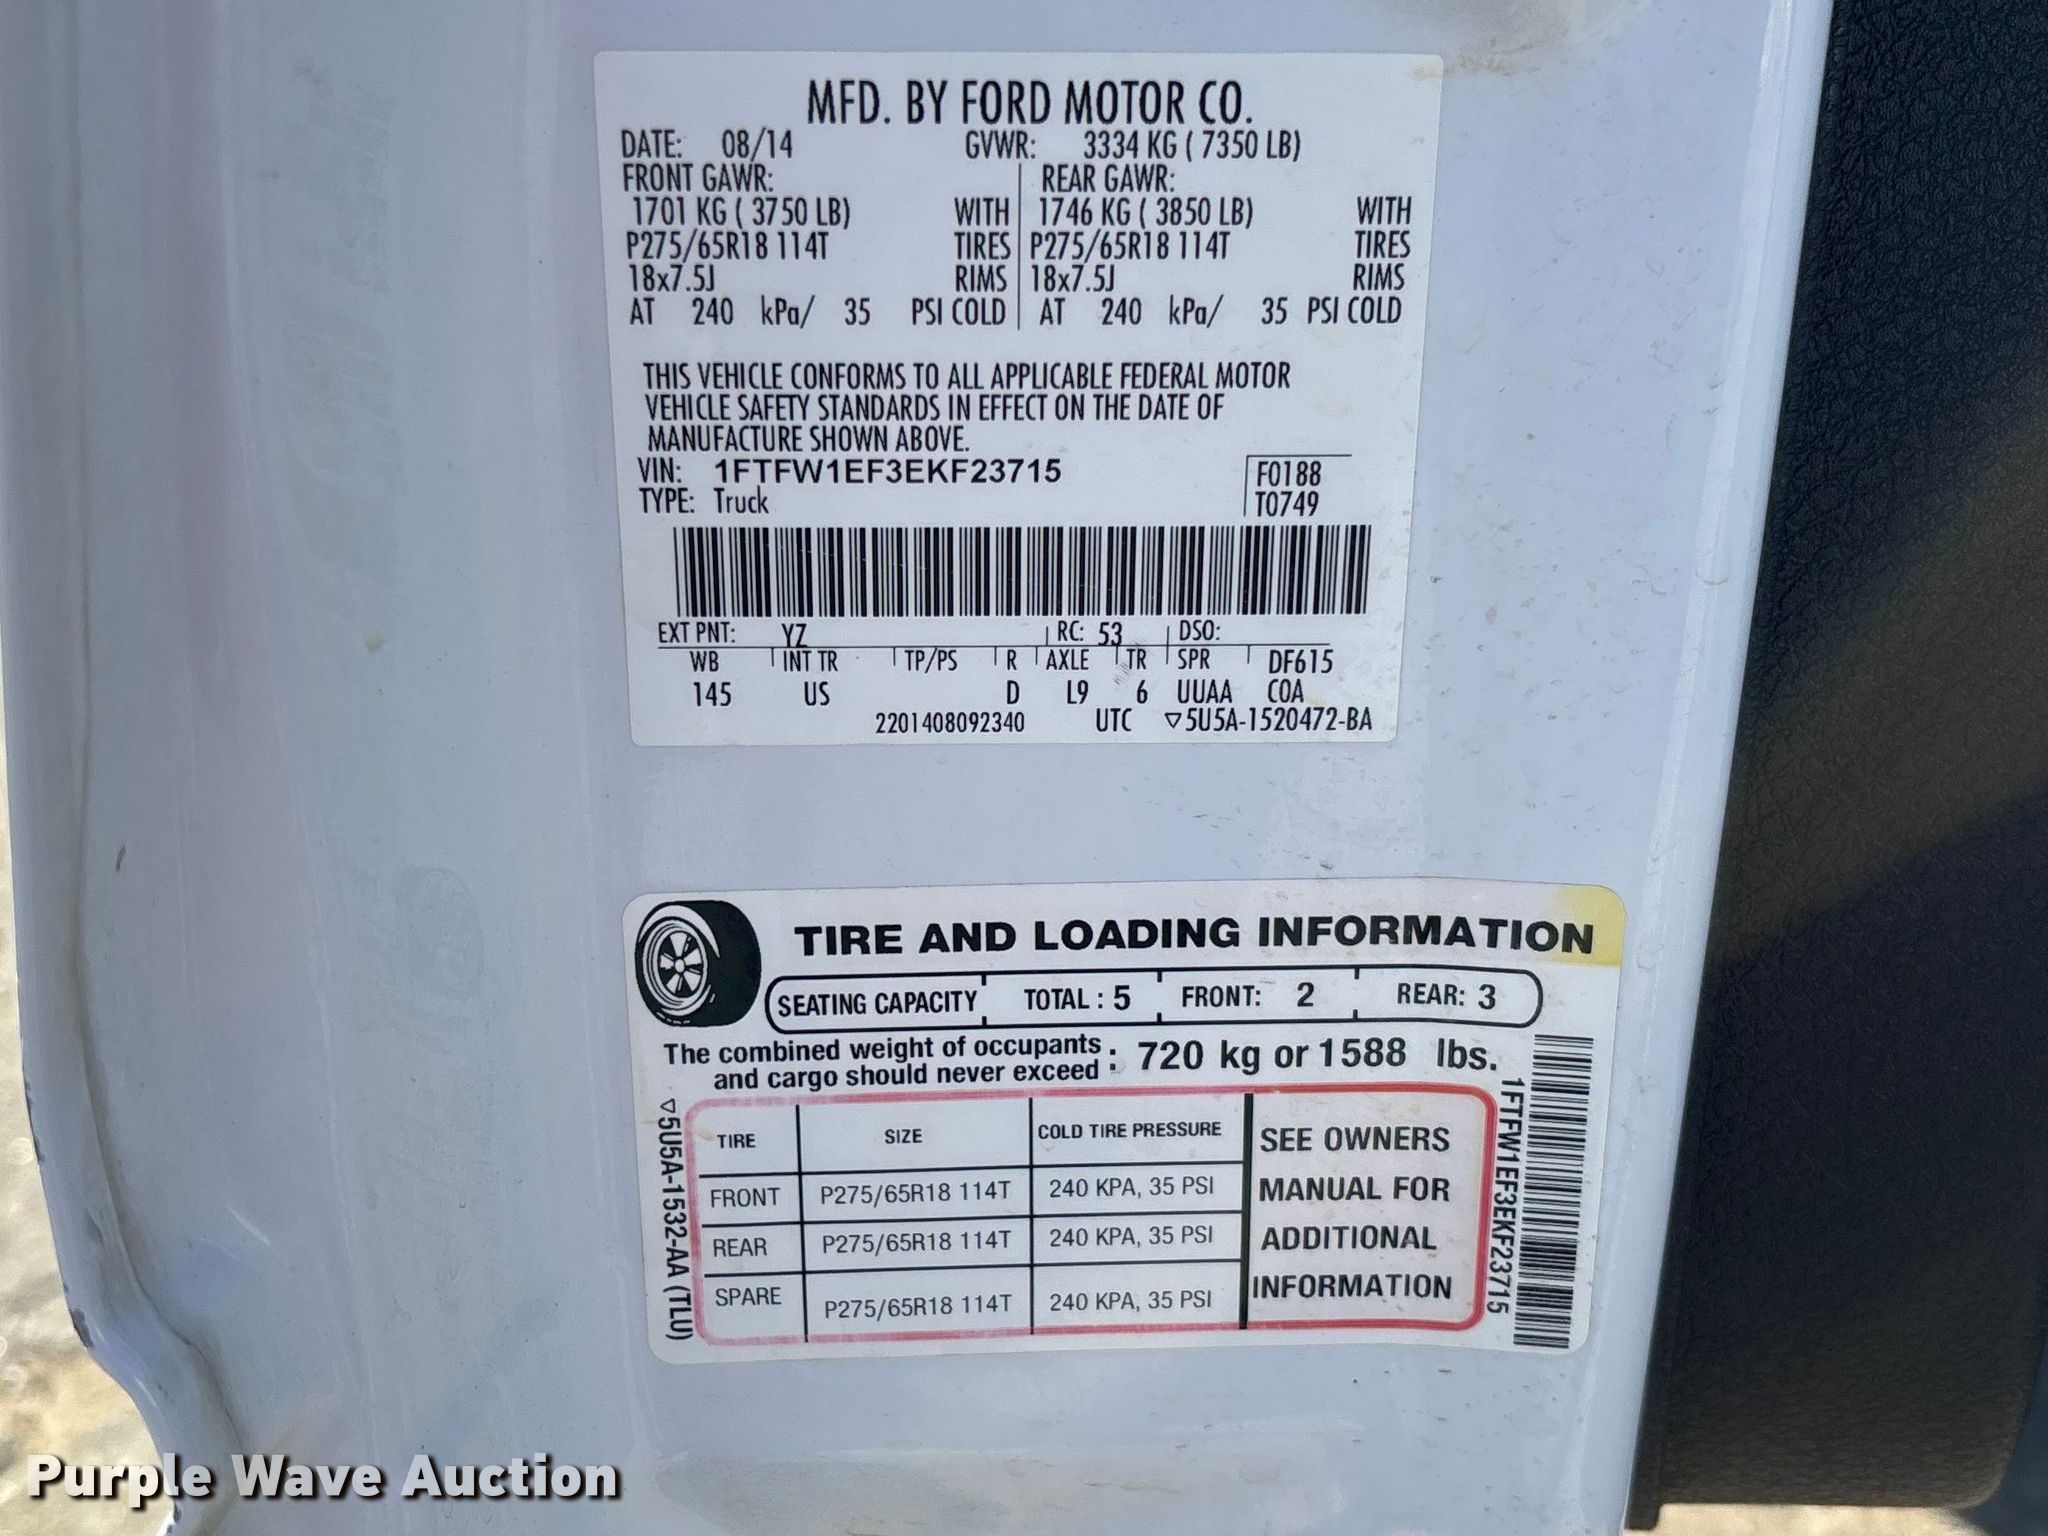 MFD. BY FORD MOTOR CO.
DATE: 08/14 GVWR: 3334 KG ( 7350 LB)
FRONT GAWR: REAR GAWR:
1701 KG ( 3750 LB) WITH 1746 KG ( 3850 LB) WITH
P275/65R18 114T TIRES P275/65R18 114T TIRES
18x7.5J RIMS 18x7.5J RIMS
AT 240 kPa/ 35 PSI COLD AT 240 kPa/ 35 PSI COLD
THIS VEHICLE CONFORMS TO ALL APPLICABLE FEDERAL MOTOR
VEHICLE SAFETY STANDARDS IN EFFECT ON THE DATE OF
MANUFACTURE SHOWN ABOVE.
VIN: 1FTFW1EF3EKF23715 F0188
TYPE: Truck T0749
EXT PNT: YZ RC: 53 DSO:
WB INT TR TP/PS R AXLE TR SPR DF615
145 US D L9 6 UUAA COA
2201408092340 UTC ▽5U5A-1520472-BA
TIRE AND LOADING INFORMATION
SEATING CAPACITY TOTAL : 5 FRONT: 2 REAR: 3
The combined weight of occupants
and cargo should never exceed : 720 kg or 1588 lbs.
TIRE SIZE COLD TIRE PRESSURE
FRONT P275/65R18 114T 240 KPA, 35 PSI
REAR P275/65R18 114T 240 KPA, 35 PSI
SPARE P275/65R18 114T 240 KPA, 35 PSI
SEE OWNERS
MANUAL FOR
ADDITIONAL
INFORMATION
▽5U5A-1532-AA (TLU)
1FTFW1EF3EKF23715
Purple Wave Auction